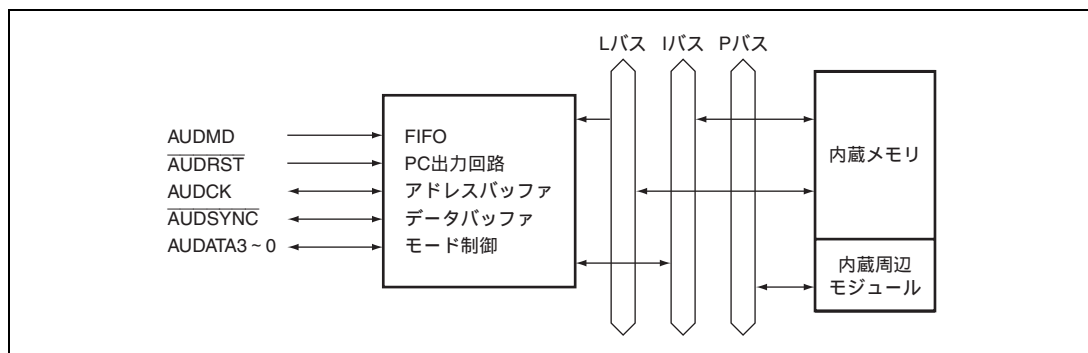 Lバス Iバス Pバス
AUDMD
AUDRST
AUDCK
AUDSYNC
AUDATA3～0
FIFO
PC出力回路
アドレスバッファ
データバッファ
モード制御
内蔵メモリ
内蔵周辺
モジュール